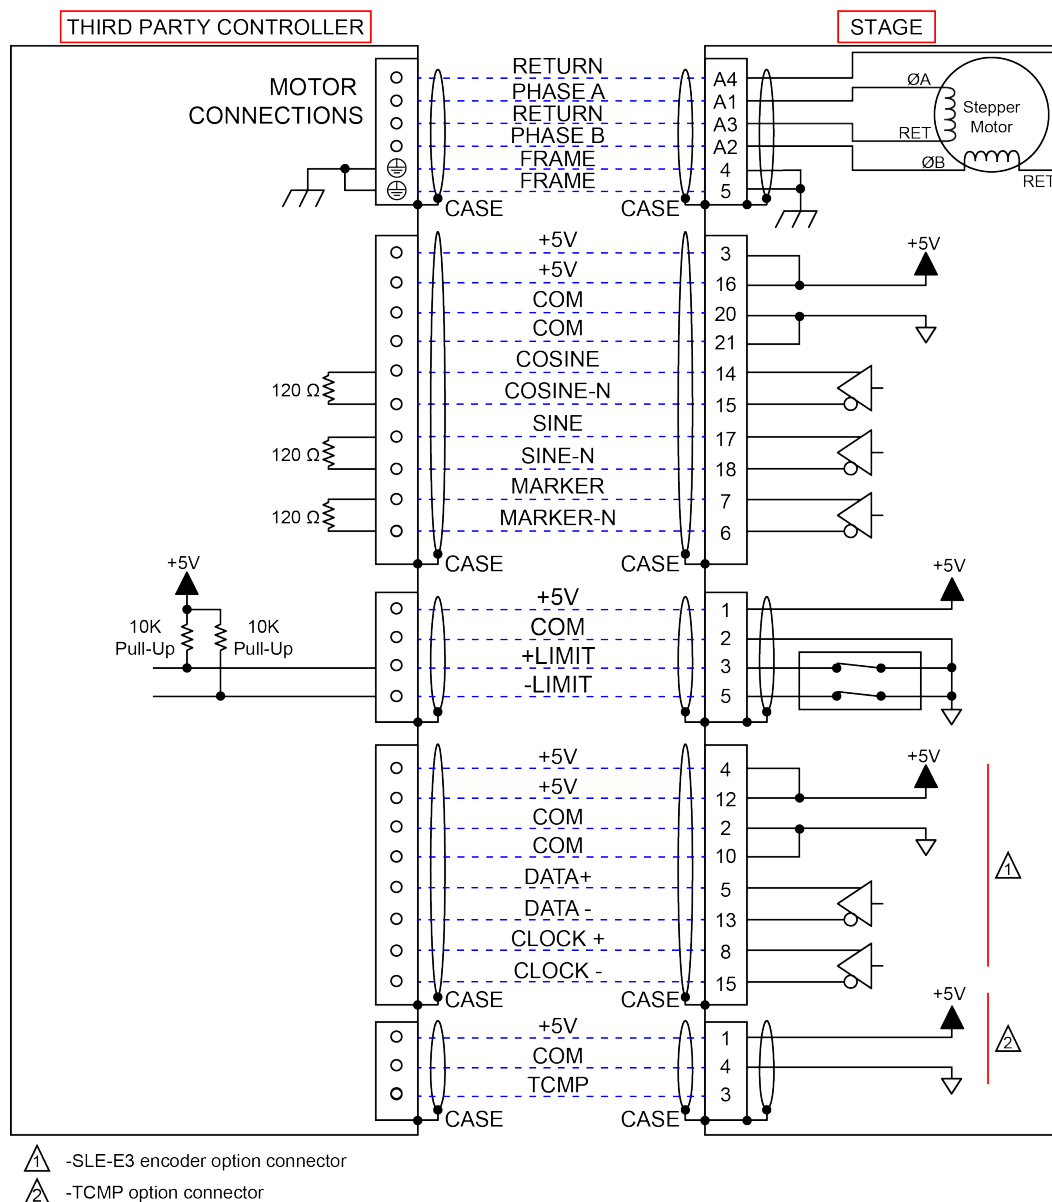 THIRD PARTY CONTROLLER
STAGE
MOTOR
CONNECTIONS
RETURN
PHASE A
RETURN
PHASE B
FRAME
FRAME
CASE
CASE
A4
A1
A3
A2
4
5
ØA
RET
ØB
RET
Stepper
Motor
+5V
+5V
COM
COM
COSINE
COSINE-N
SINE
SINE-N
MARKER
MARKER-N
CASE
CASE
120 Ω
120 Ω
120 Ω
3
16
20
21
14
15
17
18
7
6
+5V
+5V
10K
Pull-Up
10K
Pull-Up
+5V
COM
+LIMIT
-LIMIT
1
2
3
5
+5V
+5V
+5V
COM
COM
DATA+
DATA -
CLOCK +
CLOCK -
CASE
CASE
4
12
2
10
5
13
8
15
+5V
1
+5V
COM
TCMP
CASE
CASE
1
4
3
+5V
2
1 -SLE-E3 encoder option connector
2 -TCMP option connector